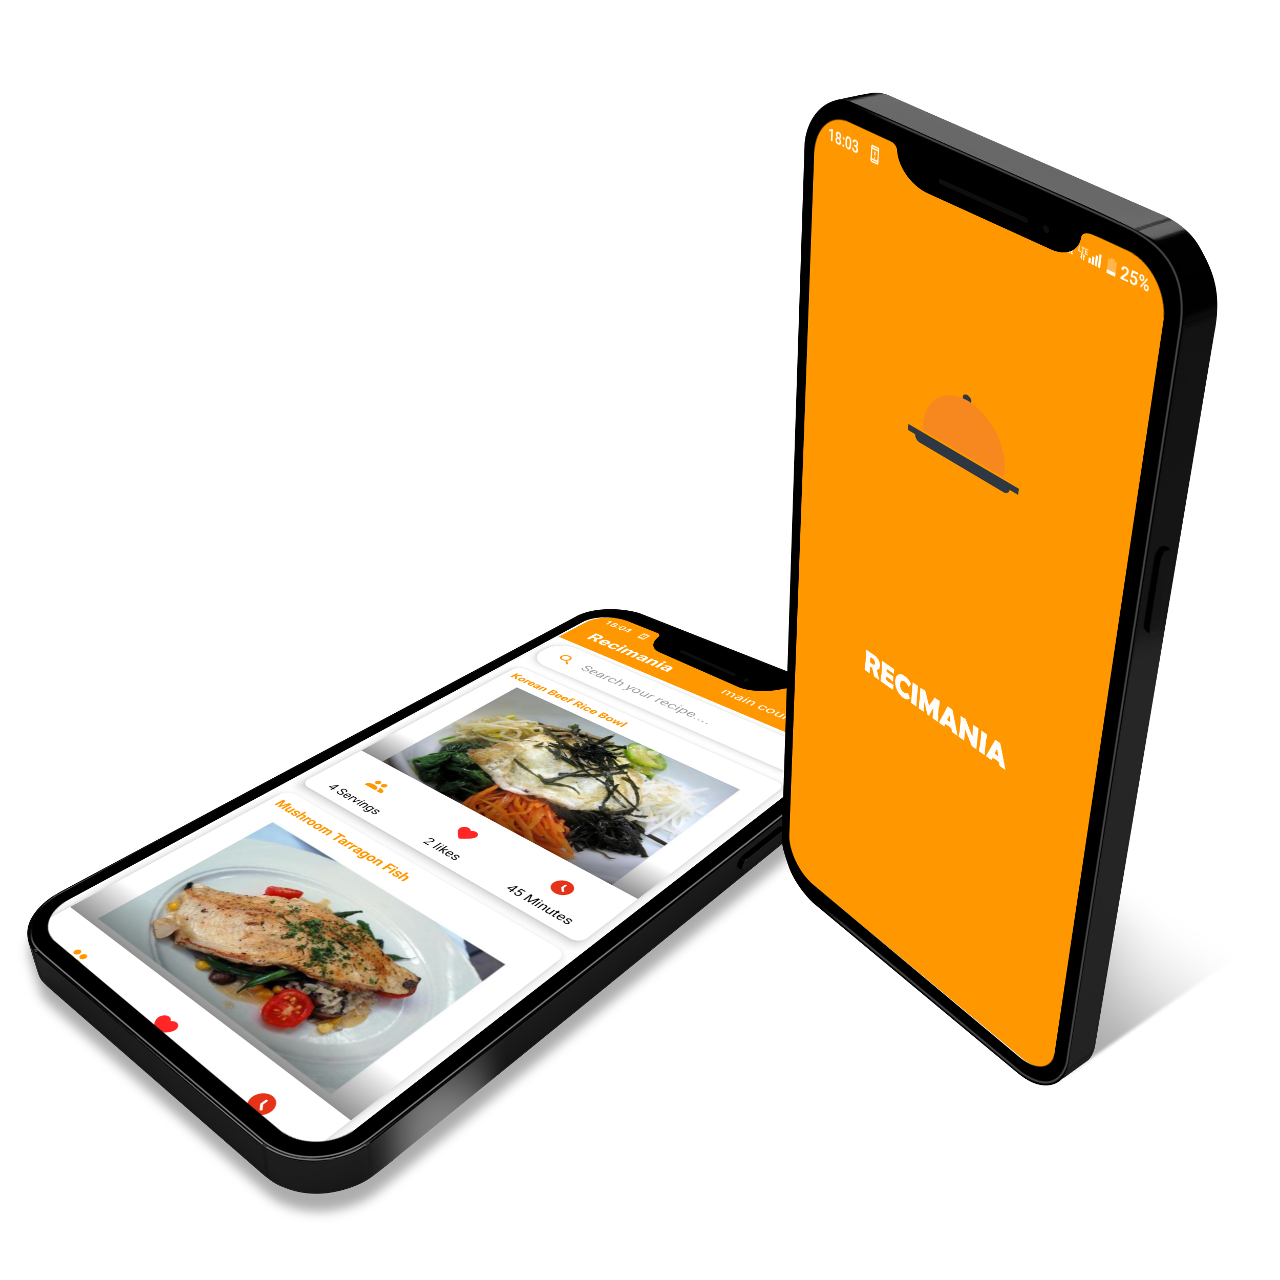 18:03
25%
RECIMANIA
18:04
Recimania
Search your recipe....
main cour
Korean Beef Rice Bowl
4 Servings
2 likes
45 Minutes
Mushroom Tarragon Fish